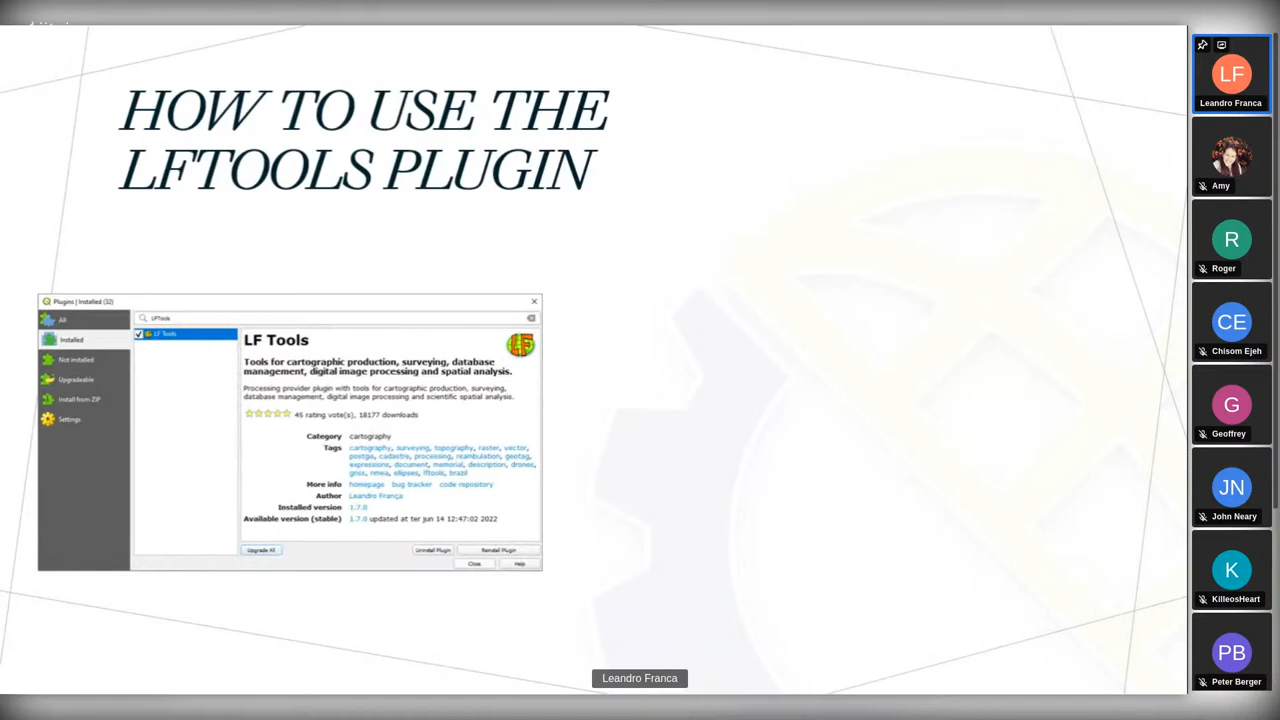 HOW TO USE THE
LFTOOLS PLUGIN
Plugins | Installed (32)
All
Installed
Not installed
Upgradeable
Install from ZIP
Settings
LFTools
LF Tools
LF Tools
LF
Tools for cartographic production, surveying, database
management, digital image processing and spatial analysis.
Processing provider plugin with tools for cartographic production, surveying,
database management, digital image processing and scientific spatial analysis.
45 rating vote(s), 18177 downloads
Category cartography
Tags cartography, surveying, topography, raster, vector,
postgis, cadastre, processing, reambulation, geotag,
expressions, document, memorial, description, drones,
gnss, nmea, ellipses, lftools, brazil
More info homepage bug tracker code repository
Author Leandro França
Installed version 1.7.0
Available version (stable) 1.7.0 updated at ter jun 14 12:47:02 2022
Upgrade All
Uninstall Plugin
Reinstall Plugin
Close
Help
Leandro Franca
LF
Leandro Franca
Amy
R
Roger
CE
Chisom Ejeh
G
Geoffrey
JN
John Neary
K
KilleosHeart
PB
Peter Berger